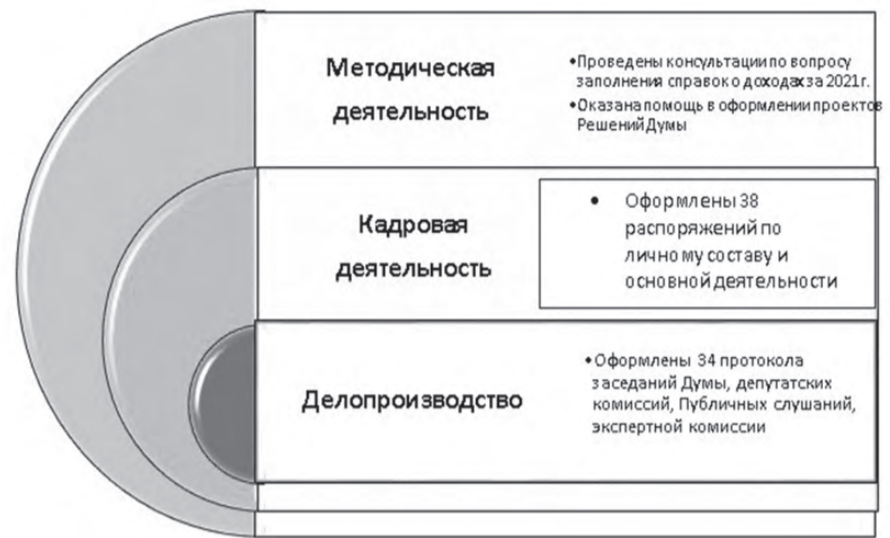 Методическая
деятельность
•Проведены консультации по вопросу
заполнения справок о доходах за 2021г.
•Оказана помощь в оформлении проектов
Решений Думы
Кадровая
деятельность
• Оформлены 38
распоряжений по
личному составу и
основной деятельности
Делопроизводство
•Оформлены 34 протокола
заседаний Думы, депутатских
комиссий, Публичных слушаний,
экспертной комиссии